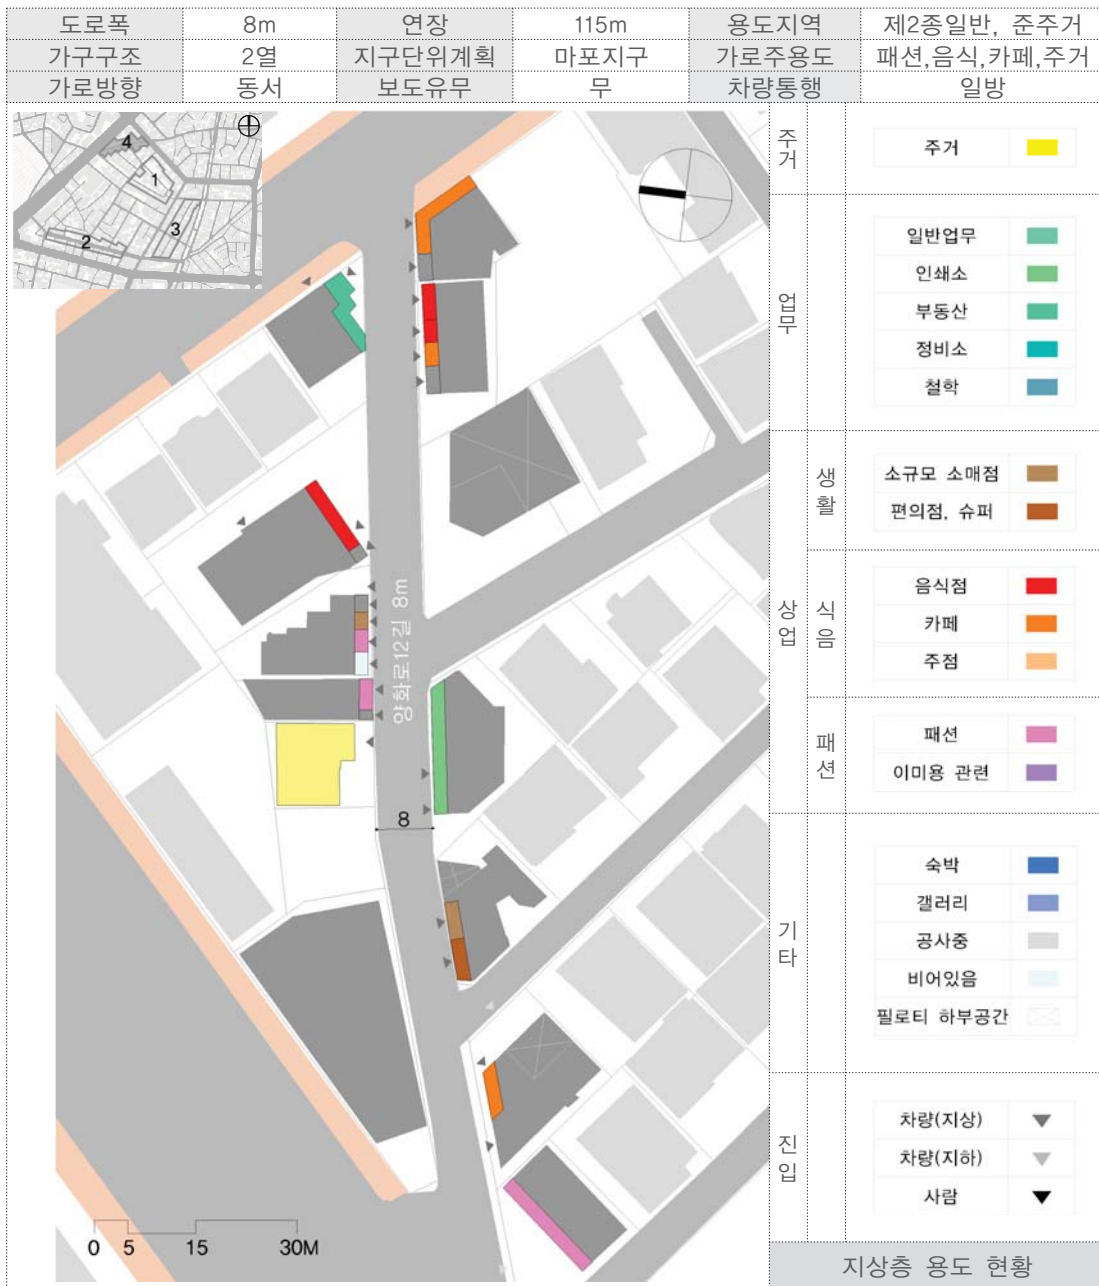 도로폭 8m 연장 115m 용도지역 제2종일반, 준주거
가구구조 2열 지구단위계획 마포지구 가로주용도 패션,음식,카페,주거
가로방향 동서 보도유무 무 차량통행 일방
4
1
3
2
양화로12길 8m
8
0 5 15 30M
주거
주거
업무
일반업무
인쇄소
부동산
정비소
철학
상업
생활
소규모 소매점
편의점, 슈퍼
식음
음식점
카페
주점
패션
패션
이미용 관련
기타
숙박
갤러리
공사중
비어있음
필로티 하부공간
진입
차량(지상)
차량(지하)
사람
지상층 용도 현황